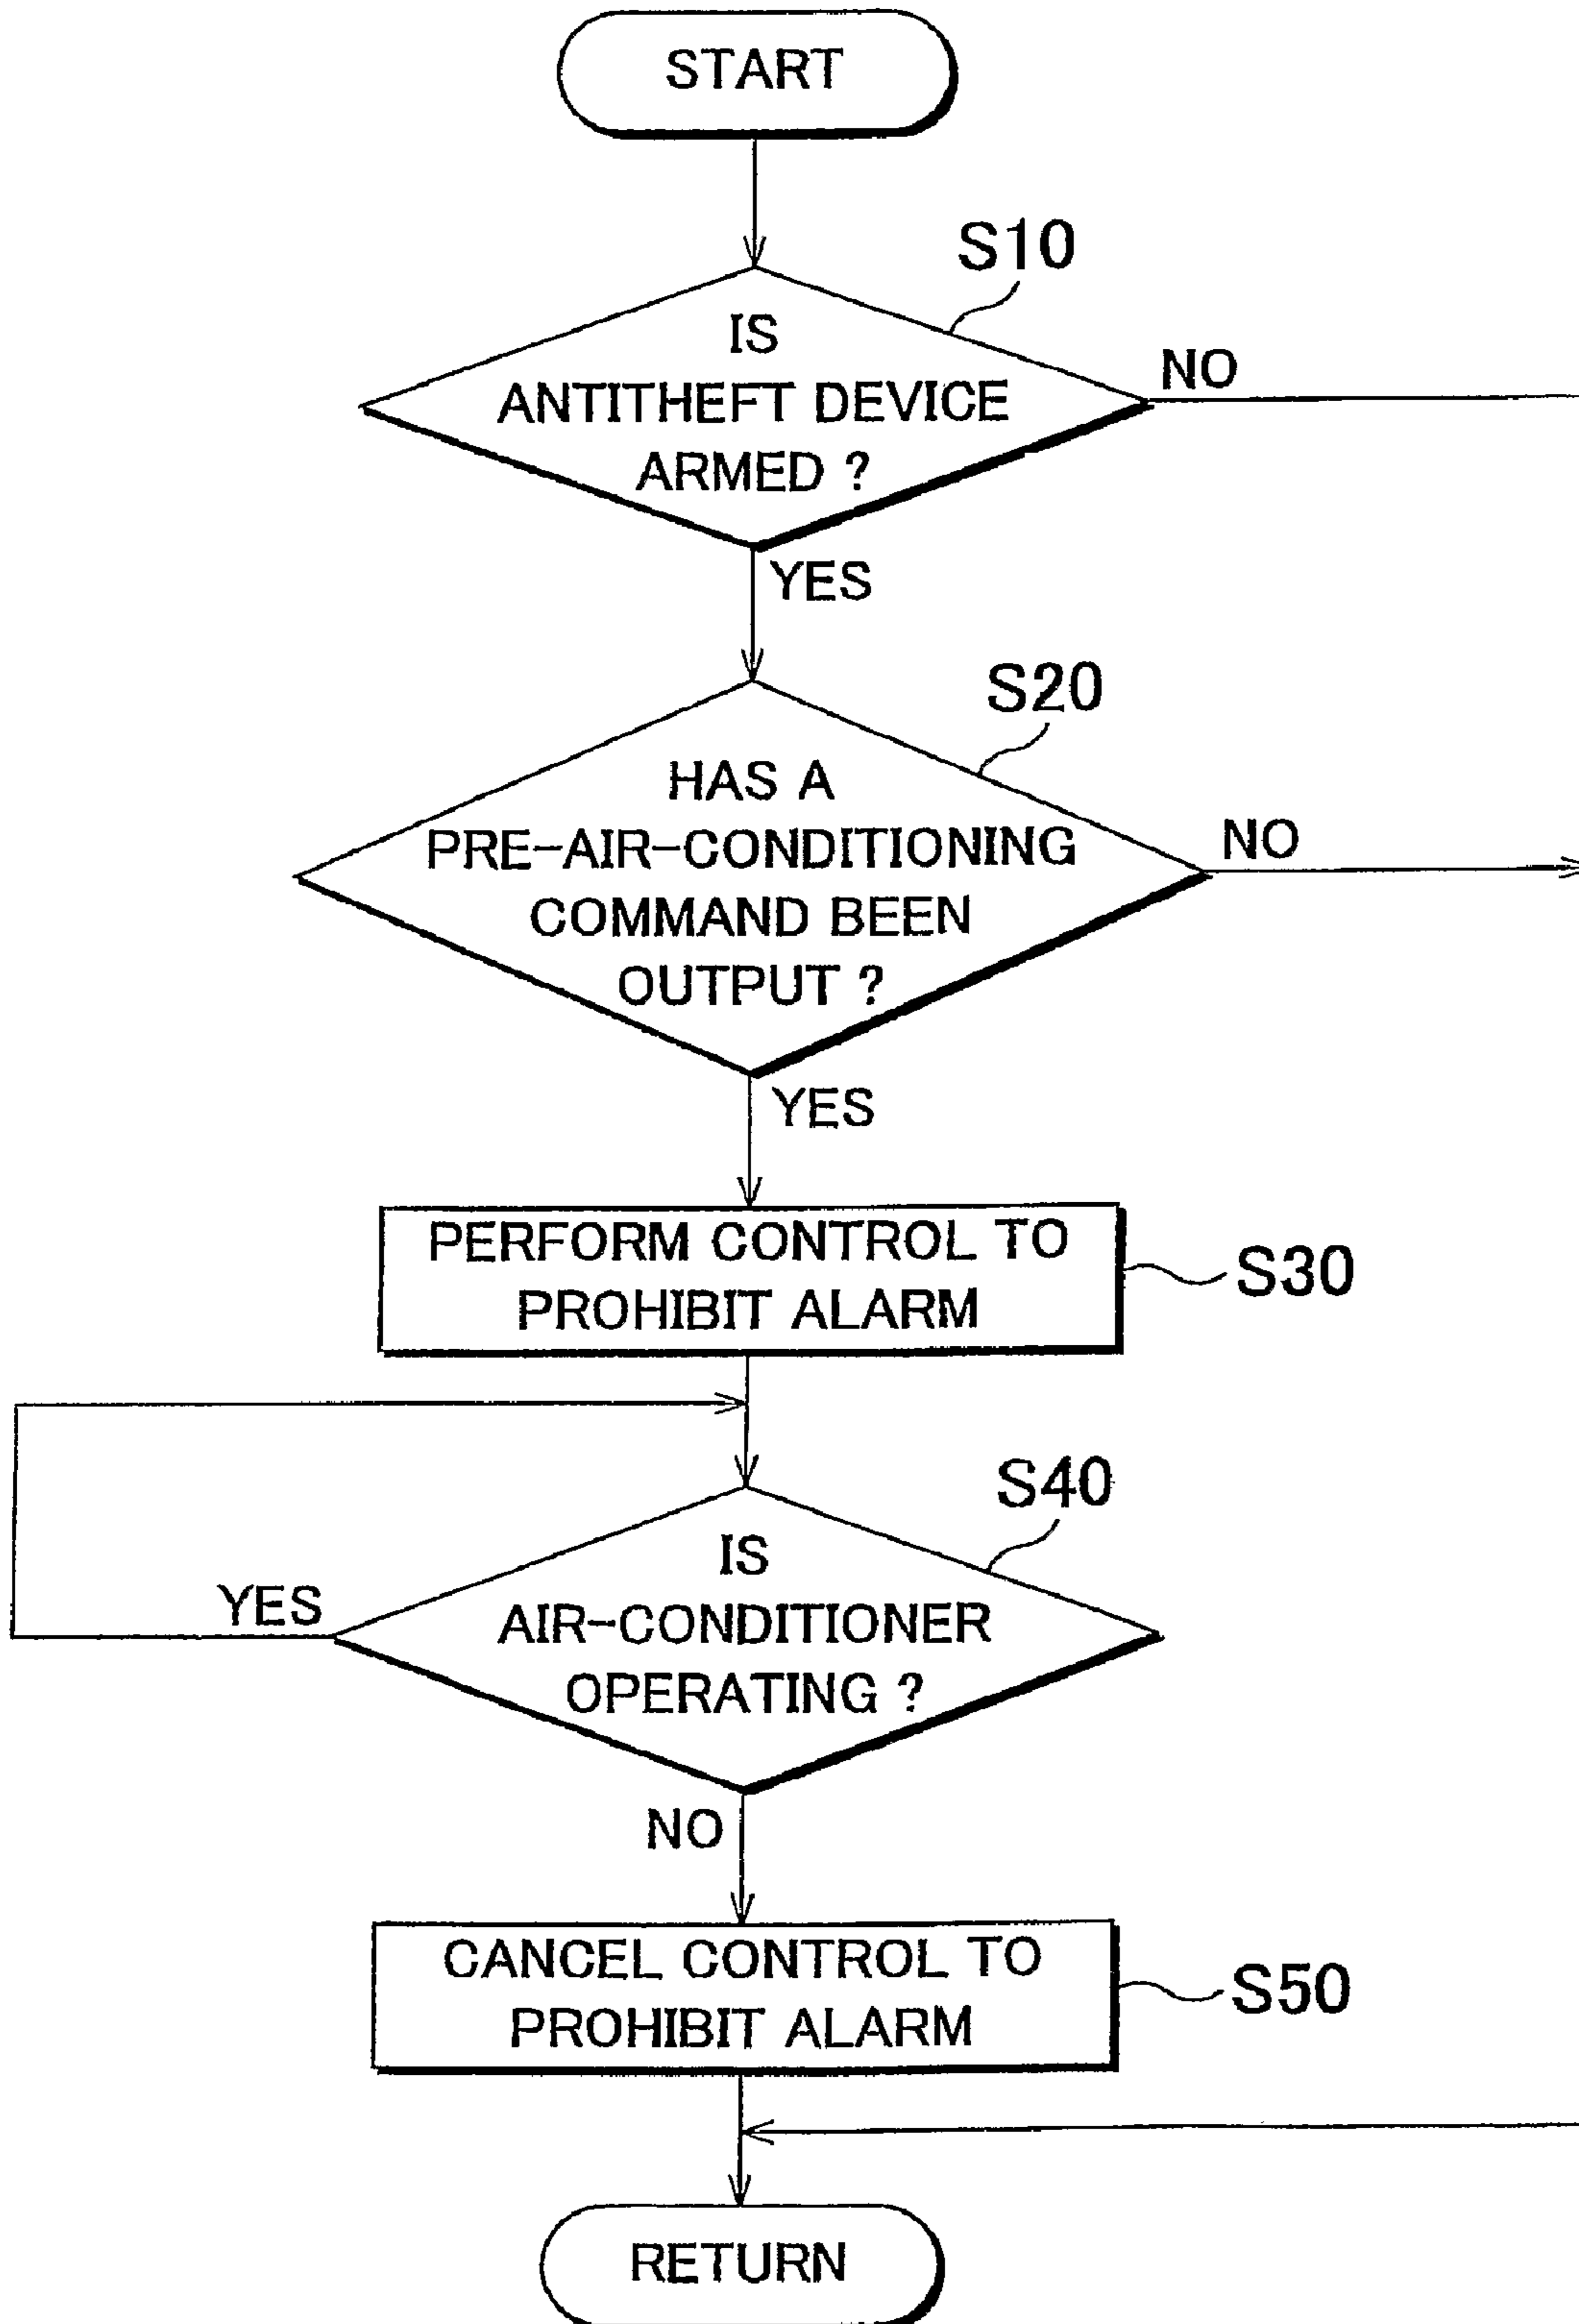 START
S10
IS
ANTITHEFT DEVICE
ARMED ?
NO
YES
S20
HAS A
PRE-AIR-CONDITIONING
COMMAND BEEN
OUTPUT ?
NO
YES
PERFORM CONTROL TO
PROHIBIT ALARM
S30
S40
IS
AIR-CONDITIONER
OPERATING ?
YES
NO
CANCEL CONTROL TO
PROHIBIT ALARM
S50
RETURN